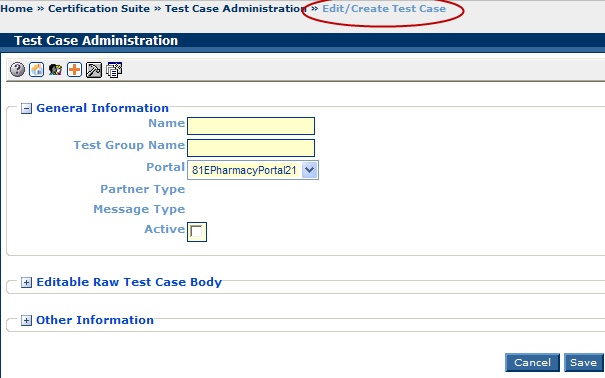 Home » Certification Suite » Test Case Administration » Edit/Create Test Case
Test Case Administration
General Information
Name
Test Group Name
Portal 81EPharmacyPortal21
Partner Type
Message Type
Active
Editable Raw Test Case Body
Other Information
Cancel Save